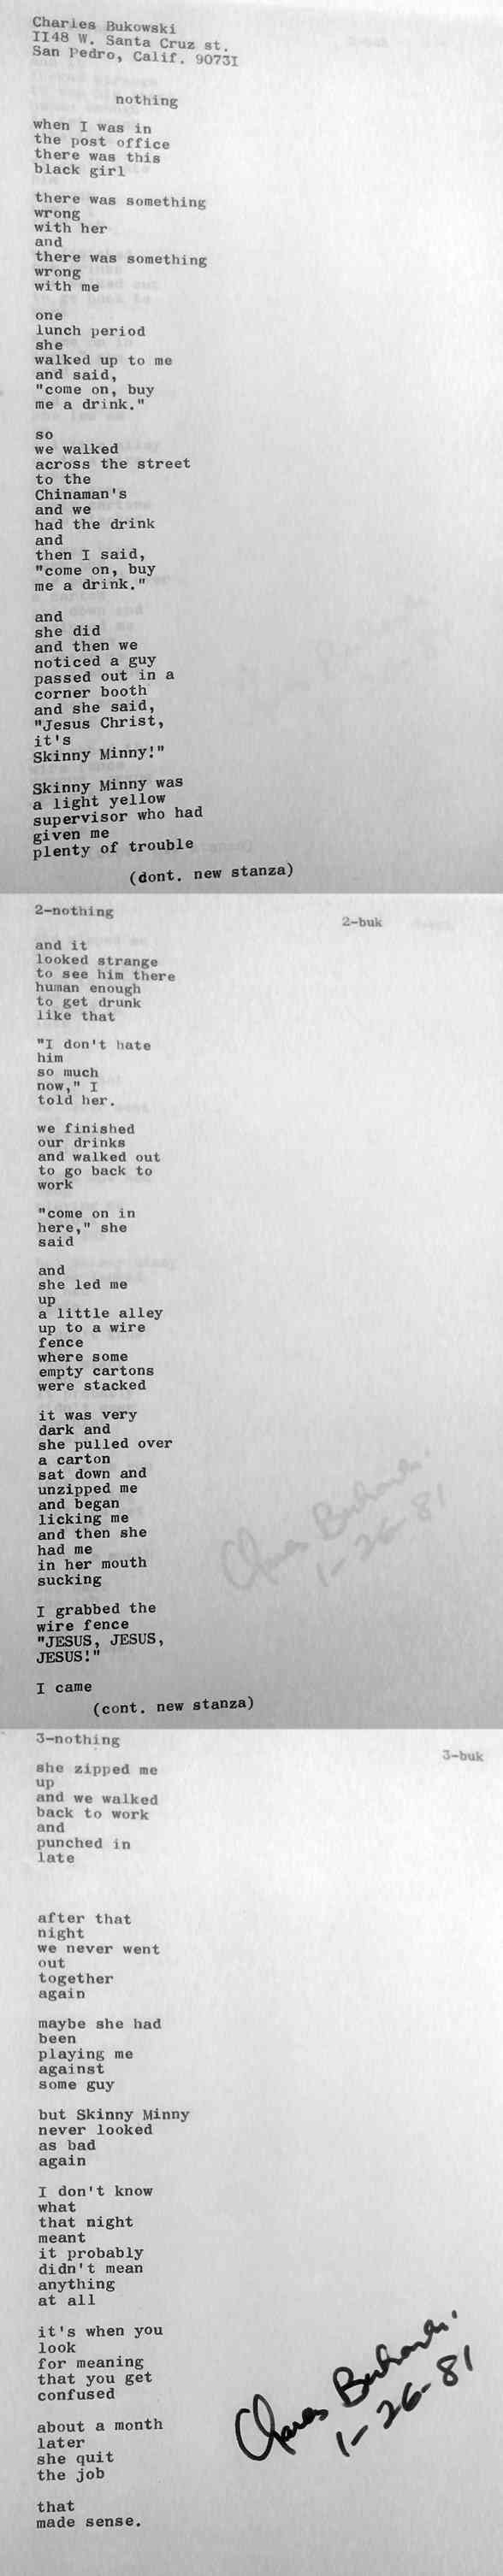 Charles Bukowski
II48 W. Santa Cruz st.
San Pedro, Calif. 9073I
nothing
when I was in
the post office
there was this
black girl
there was something
wrong
with her
and
there was something
wrong
with me
one
lunch period
she
walked up to me
and said,
"come on, buy
me a drink."
so
we walked
across the street
to the
Chinaman's
and we
had the drink
and
then I said,
"come on, buy
me a drink."
and
she did
and then we
noticed a guy
passed out in a
corner booth
and she said,
"Jesus Christ,
it's
Skinny Minny!"
Skinny Minny was
a light yellow
supervisor who had
given me
plenty of trouble
(dont. new stanza)
2-nothing
2-buk
and it
looked strange
to see him there
human enough
to get drunk
like that
"I don't hate
him
so much
now," I
told her.
we finished
our drinks
and walked out
to go back to
work
"come on in
here," she
said
and
she led me
up
a little alley
up to a wire
fence
where some
empty cartons
were stacked
it was very
dark and
she pulled over
a carton
sat down and
unzipped me
and began
licking me
and then she
had me
in her mouth
sucking
I grabbed the
wire fence
"JESUS, JESUS,
JESUS!"
I came
(cont. new stanza)
3-nothing
3-buk
she zipped me
up
and we walked
back to work
and
punched in
late
after that
night
we never went
out
together
again
maybe she had
been
playing me
against
some guy
but Skinny Minny
never looked
as bad
again
I don't know
what
that night
meant
it probably
didn't mean
anything
at all
it's when you
look
for meaning
that you get
confused
about a month
later
she quit
the job
that
made sense.
Charles Bukowski.
1-26-81